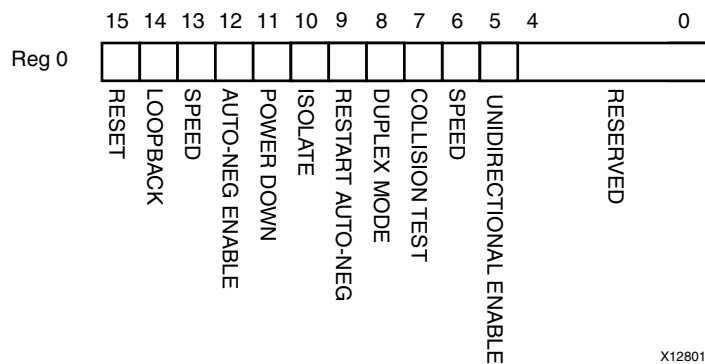 15 14 13 12 11 10 9 8 7 6 5 4 0
Reg 0
RESET
LOOPBACK
SPEED
AUTO-NEG ENABLE
POWER DOWN
ISOLATE
RESTART AUTO-NEG
DUPLEX MODE
COLLISION TEST
SPEED
UNIDIRECTIONAL ENABLE
RESERVED
X12801